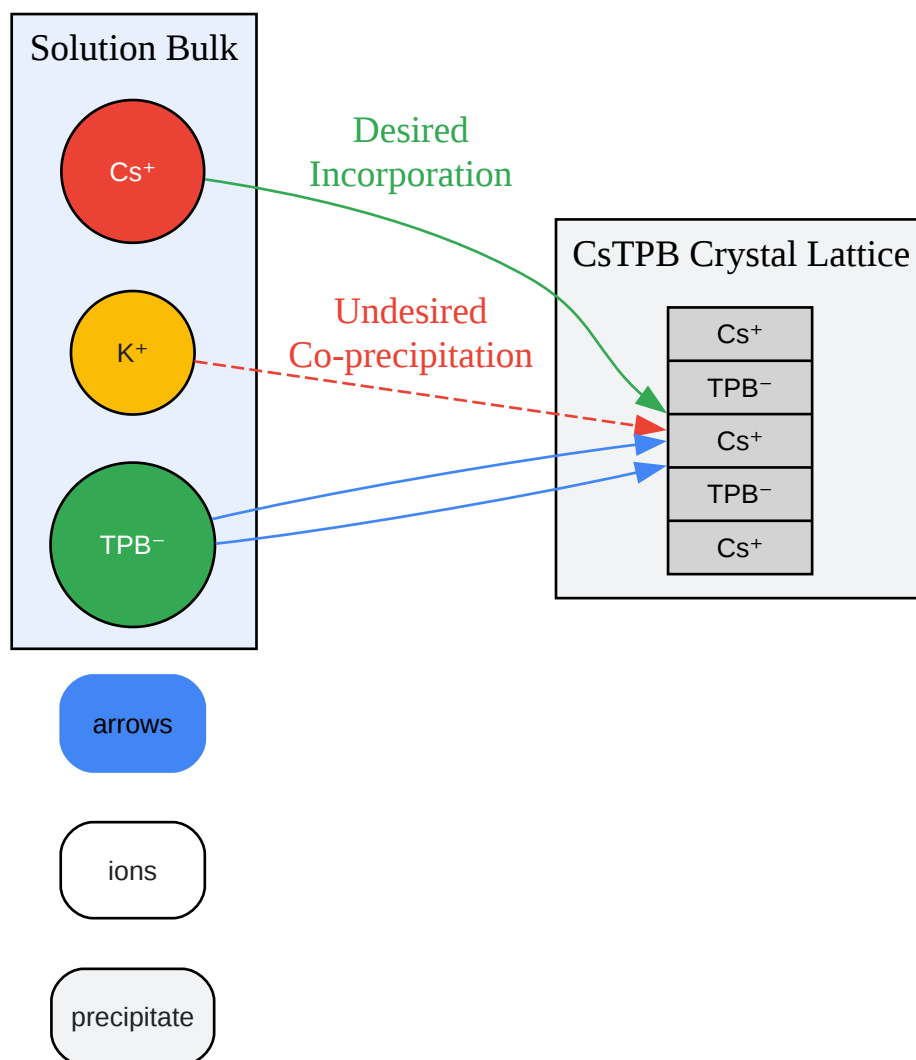 Solution Bulk
Cs⁺
K⁺
TPB⁻
Desired
Incorporation
Undesired
Co-precipitation
CsTPB Crystal Lattice
Cs⁺
TPB⁻
Cs⁺
TPB⁻
Cs⁺
arrows
ions
precipitate